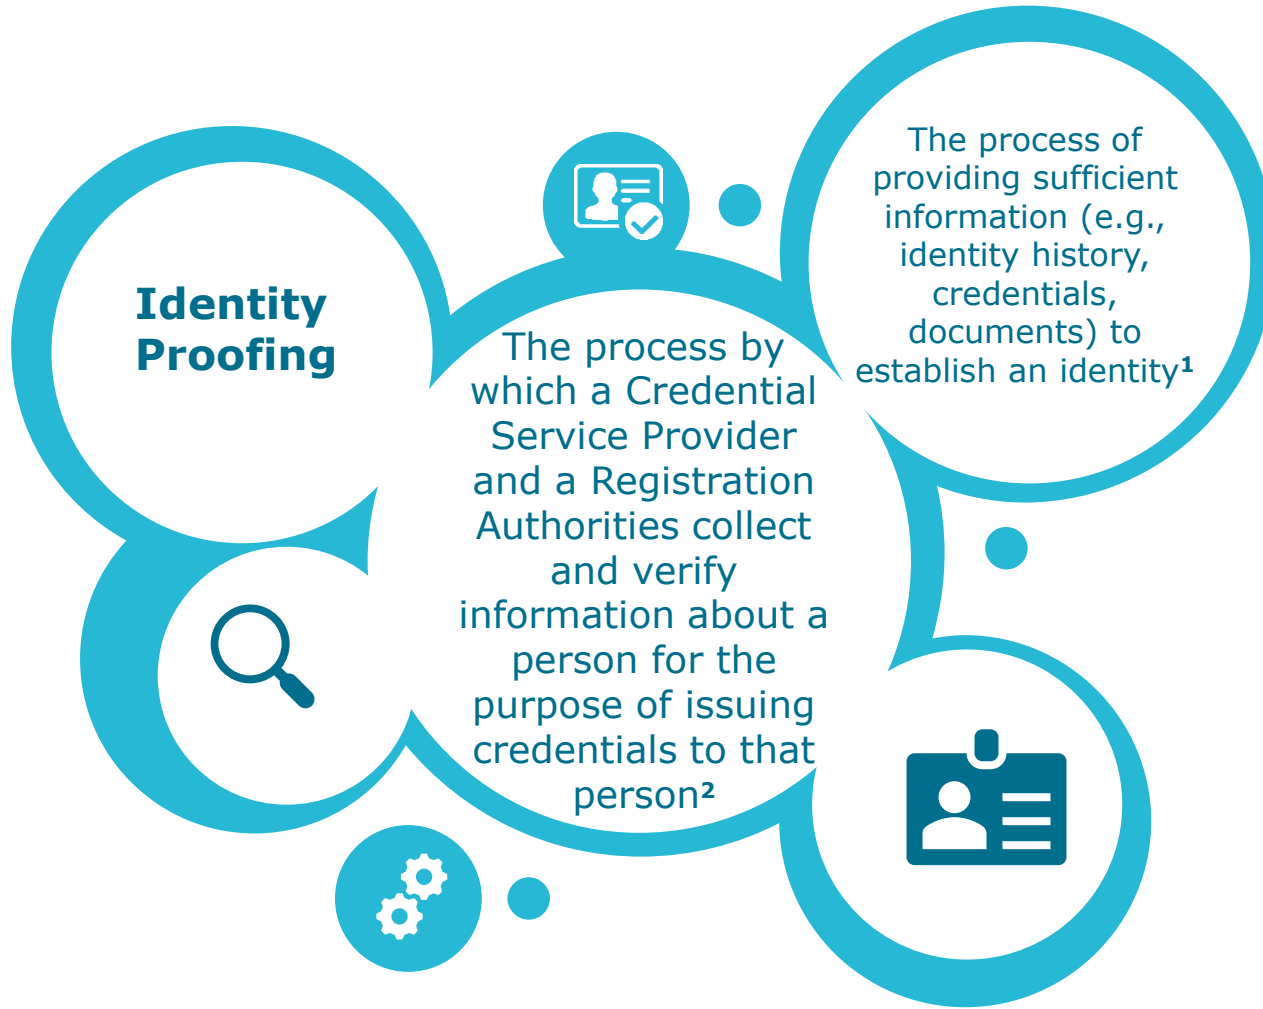 Identity
Proofing
The process by
which a Credential
Service Provider
and a Registration
Authorities collect
and verify
information about a
person for the
purpose of issuing
credentials to that
person²
The process of
providing sufficient
information (e.g.,
identity history,
credentials,
documents) to
establish an identity¹